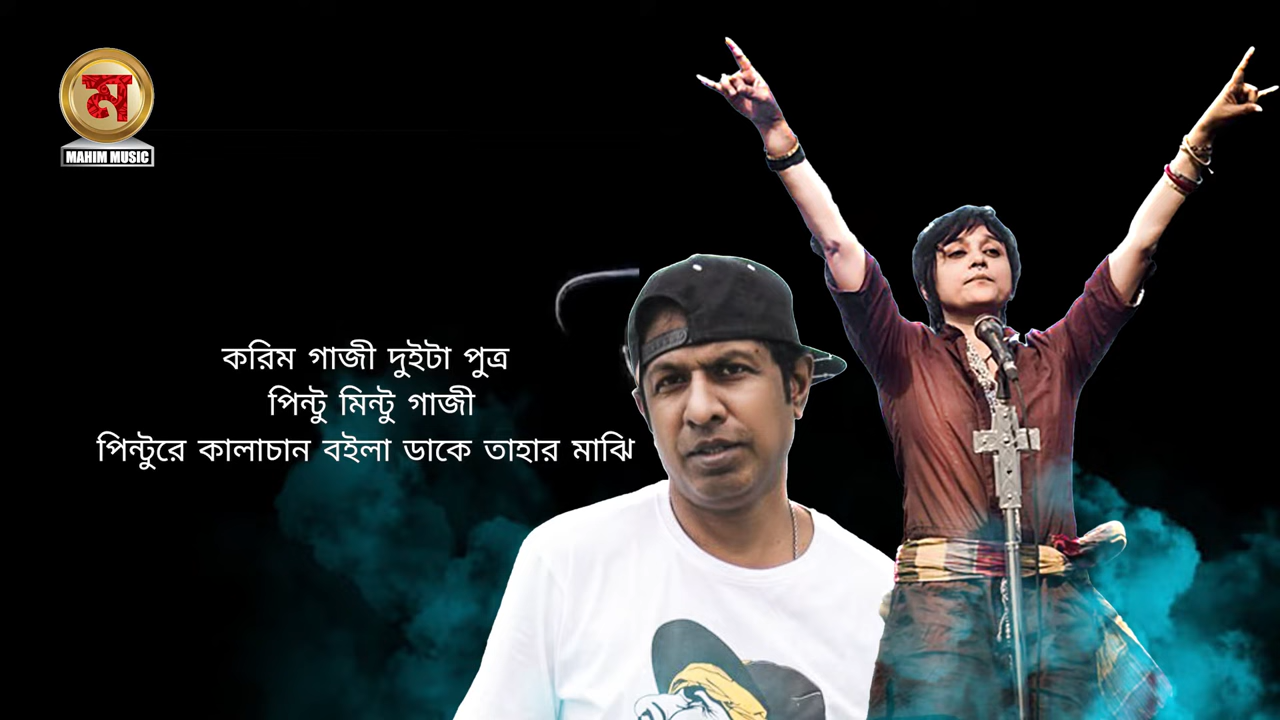 ম
MAHIM MUSIC
করিম গাজী দুইটা পুত্র
পিন্টু মিন্টু গাজী
পিন্টুরে কালাচান বইলা ডাকে তাহার মাঝি